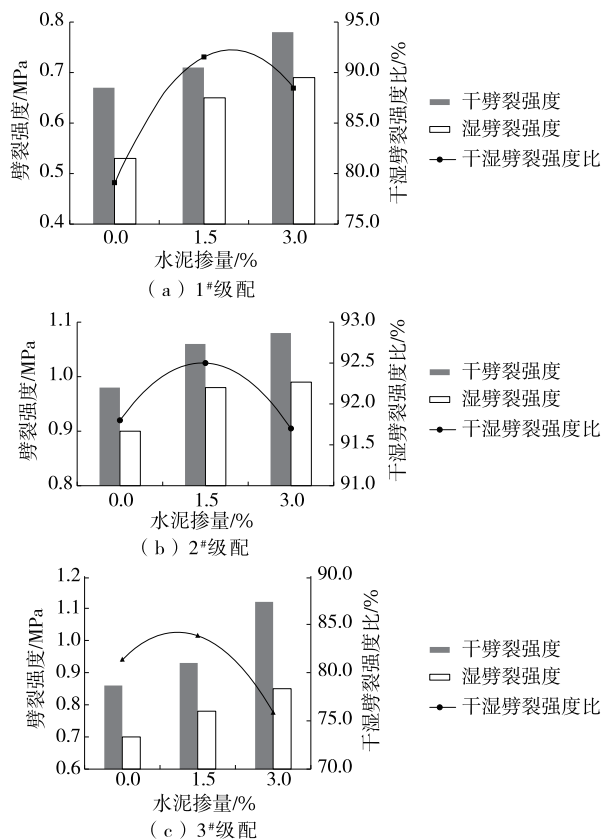 0.8
0.7
0.6
0.5
0.4
劈裂强度/MPa
95.0
90.0
85.0
80.0
75.0
干湿劈裂强度比/%
0.0 1.5 3.0
水泥掺量/%
干劈裂强度
湿劈裂强度
干湿劈裂强度比
（a）1#级配
1.1
1.0
0.9
0.8
劈裂强度/MPa
93.0
92.5
92.0
91.5
91.0
干湿劈裂强度比/%
0.0 1.5 3.0
水泥掺量/%
干劈裂强度
湿劈裂强度
干湿劈裂强度比
（b）2#级配
1.2
1.1
1.0
0.9
0.8
0.7
0.6
劈裂强度/MPa
90.0
85.0
80.0
75.0
70.0
干湿劈裂强度比/%
0.0 1.5 3.0
水泥掺量/%
干劈裂强度
湿劈裂强度
干湿劈裂强度比
（c）3#级配